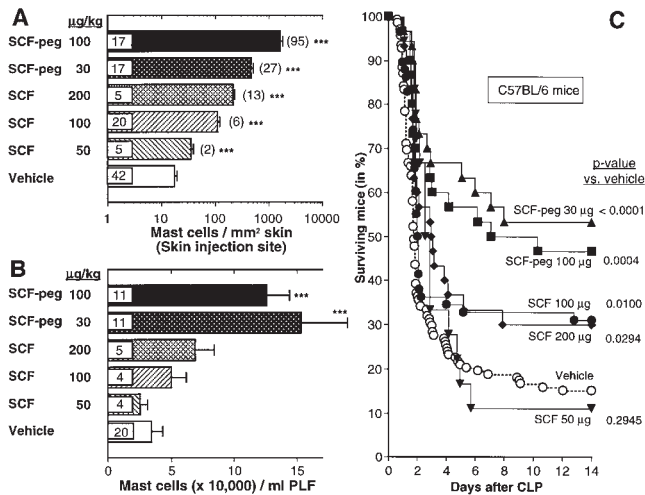 A
μg/kg
SCF-peg 100 17 (95) ***
SCF-peg 30 17 (27) ***
SCF 200 5 (13) ***
SCF 100 20 (6) ***
SCF 50 5 (2) ***
Vehicle 42
1 10 100 1000 10000
Mast cells / mm² skin
(Skin injection site)
B
μg/kg
SCF-peg 100 11 ***
SCF-peg 30 11 ***
SCF 200 5
SCF 100 4
SCF 50 4
Vehicle 20
0 5 10 15
Mast cells (x 10,000) / ml PLF
C
Surviving mice (in %)
100
90
80
70
60
50
40
30
20
10
0
C57BL/6 mice
p-value
vs. vehicle
SCF-peg 30 μg < 0.0001
SCF-peg 100 μg 0.0004
SCF 100 μg 0.0100
SCF 200 μg 0.0294
Vehicle
SCF 50 μg 0.2945
0 2 4 6 8 10 12 14
Days after CLP